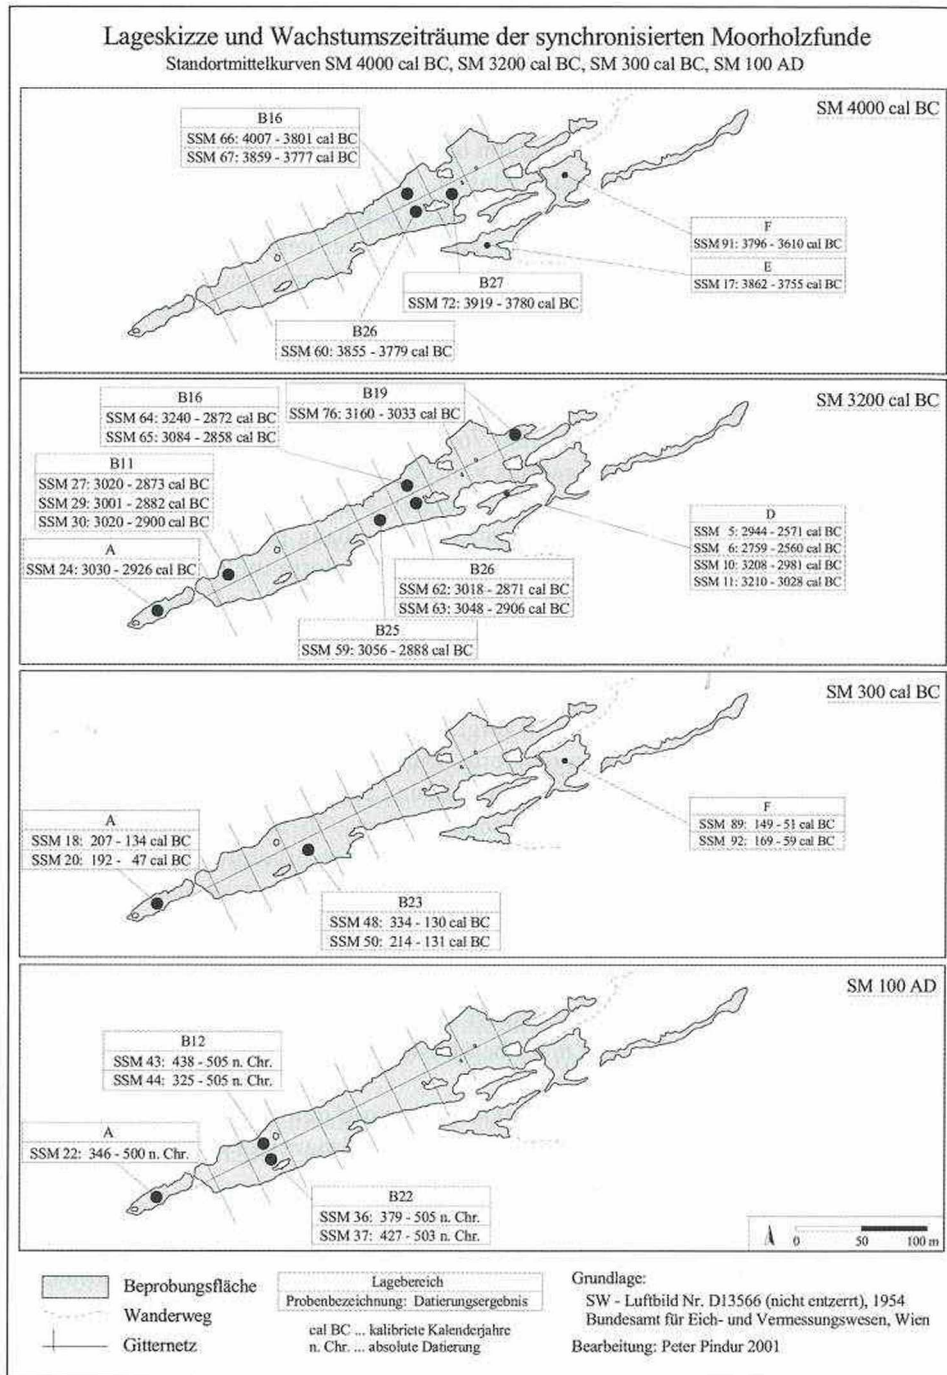 Lageskizze und Wachstumszeiträume der synchronisierten Moorholzfunde
Standortmittelkurven SM 4000 cal BC, SM 3200 cal BC, SM 300 cal BC, SM 100 AD
SM 4000 cal BC
B16
SSM 66: 4007 - 3801 cal BC
SSM 67: 3859 - 3777 cal BC
F
SSM 91: 3796 - 3610 cal BC
E
SSM 17: 3862 - 3755 cal BC
B27
SSM 72: 3919 - 3780 cal BC
B26
SSM 60: 3855 - 3779 cal BC
SM 3200 cal BC
B19
SSM 76: 3160 - 3033 cal BC
B16
SSM 64: 3240 - 2872 cal BC
SSM 65: 3084 - 2858 cal BC
B11
SSM 27: 3020 - 2873 cal BC
SSM 29: 3001 - 2882 cal BC
SSM 30: 3020 - 2900 cal BC
A
SSM 24: 3030 - 2926 cal BC
D
SSM 5: 2944 - 2571 cal BC
SSM 6: 2759 - 2560 cal BC
SSM 10: 3208 - 2981 cal BC
SSM 11: 3210 - 3028 cal BC
B26
SSM 62: 3018 - 2871 cal BC
SSM 63: 3048 - 2906 cal BC
B25
SSM 59: 3056 - 2888 cal BC
SM 300 cal BC
A
SSM 18: 207 - 134 cal BC
SSM 20: 192 - 47 cal BC
F
SSM 89: 149 - 51 cal BC
SSM 92: 169 - 59 cal BC
B23
SSM 48: 334 - 130 cal BC
SSM 50: 214 - 131 cal BC
SM 100 AD
B12
SSM 43: 438 - 505 n. Chr.
SSM 44: 325 - 505 n. Chr.
A
SSM 22: 346 - 500 n. Chr.
B22
SSM 36: 379 - 505 n. Chr.
SSM 37: 427 - 503 n. Chr.
0 50 100 m
Beprobungsfläche
Wanderweg
Gitternetz
Lagebereich
Probenbezeichnung: Datierungsergebnis
cal BC ... kalibriete Kalenderjahre
n. Chr. ... absolute Datierung
Grundlage:
SW - Luftbild Nr. D13566 (nicht entzerrt), 1954
Bundesamt für Eich- und Vermessungswesen, Wien
Bearbeitung: Peter Pindur 2001